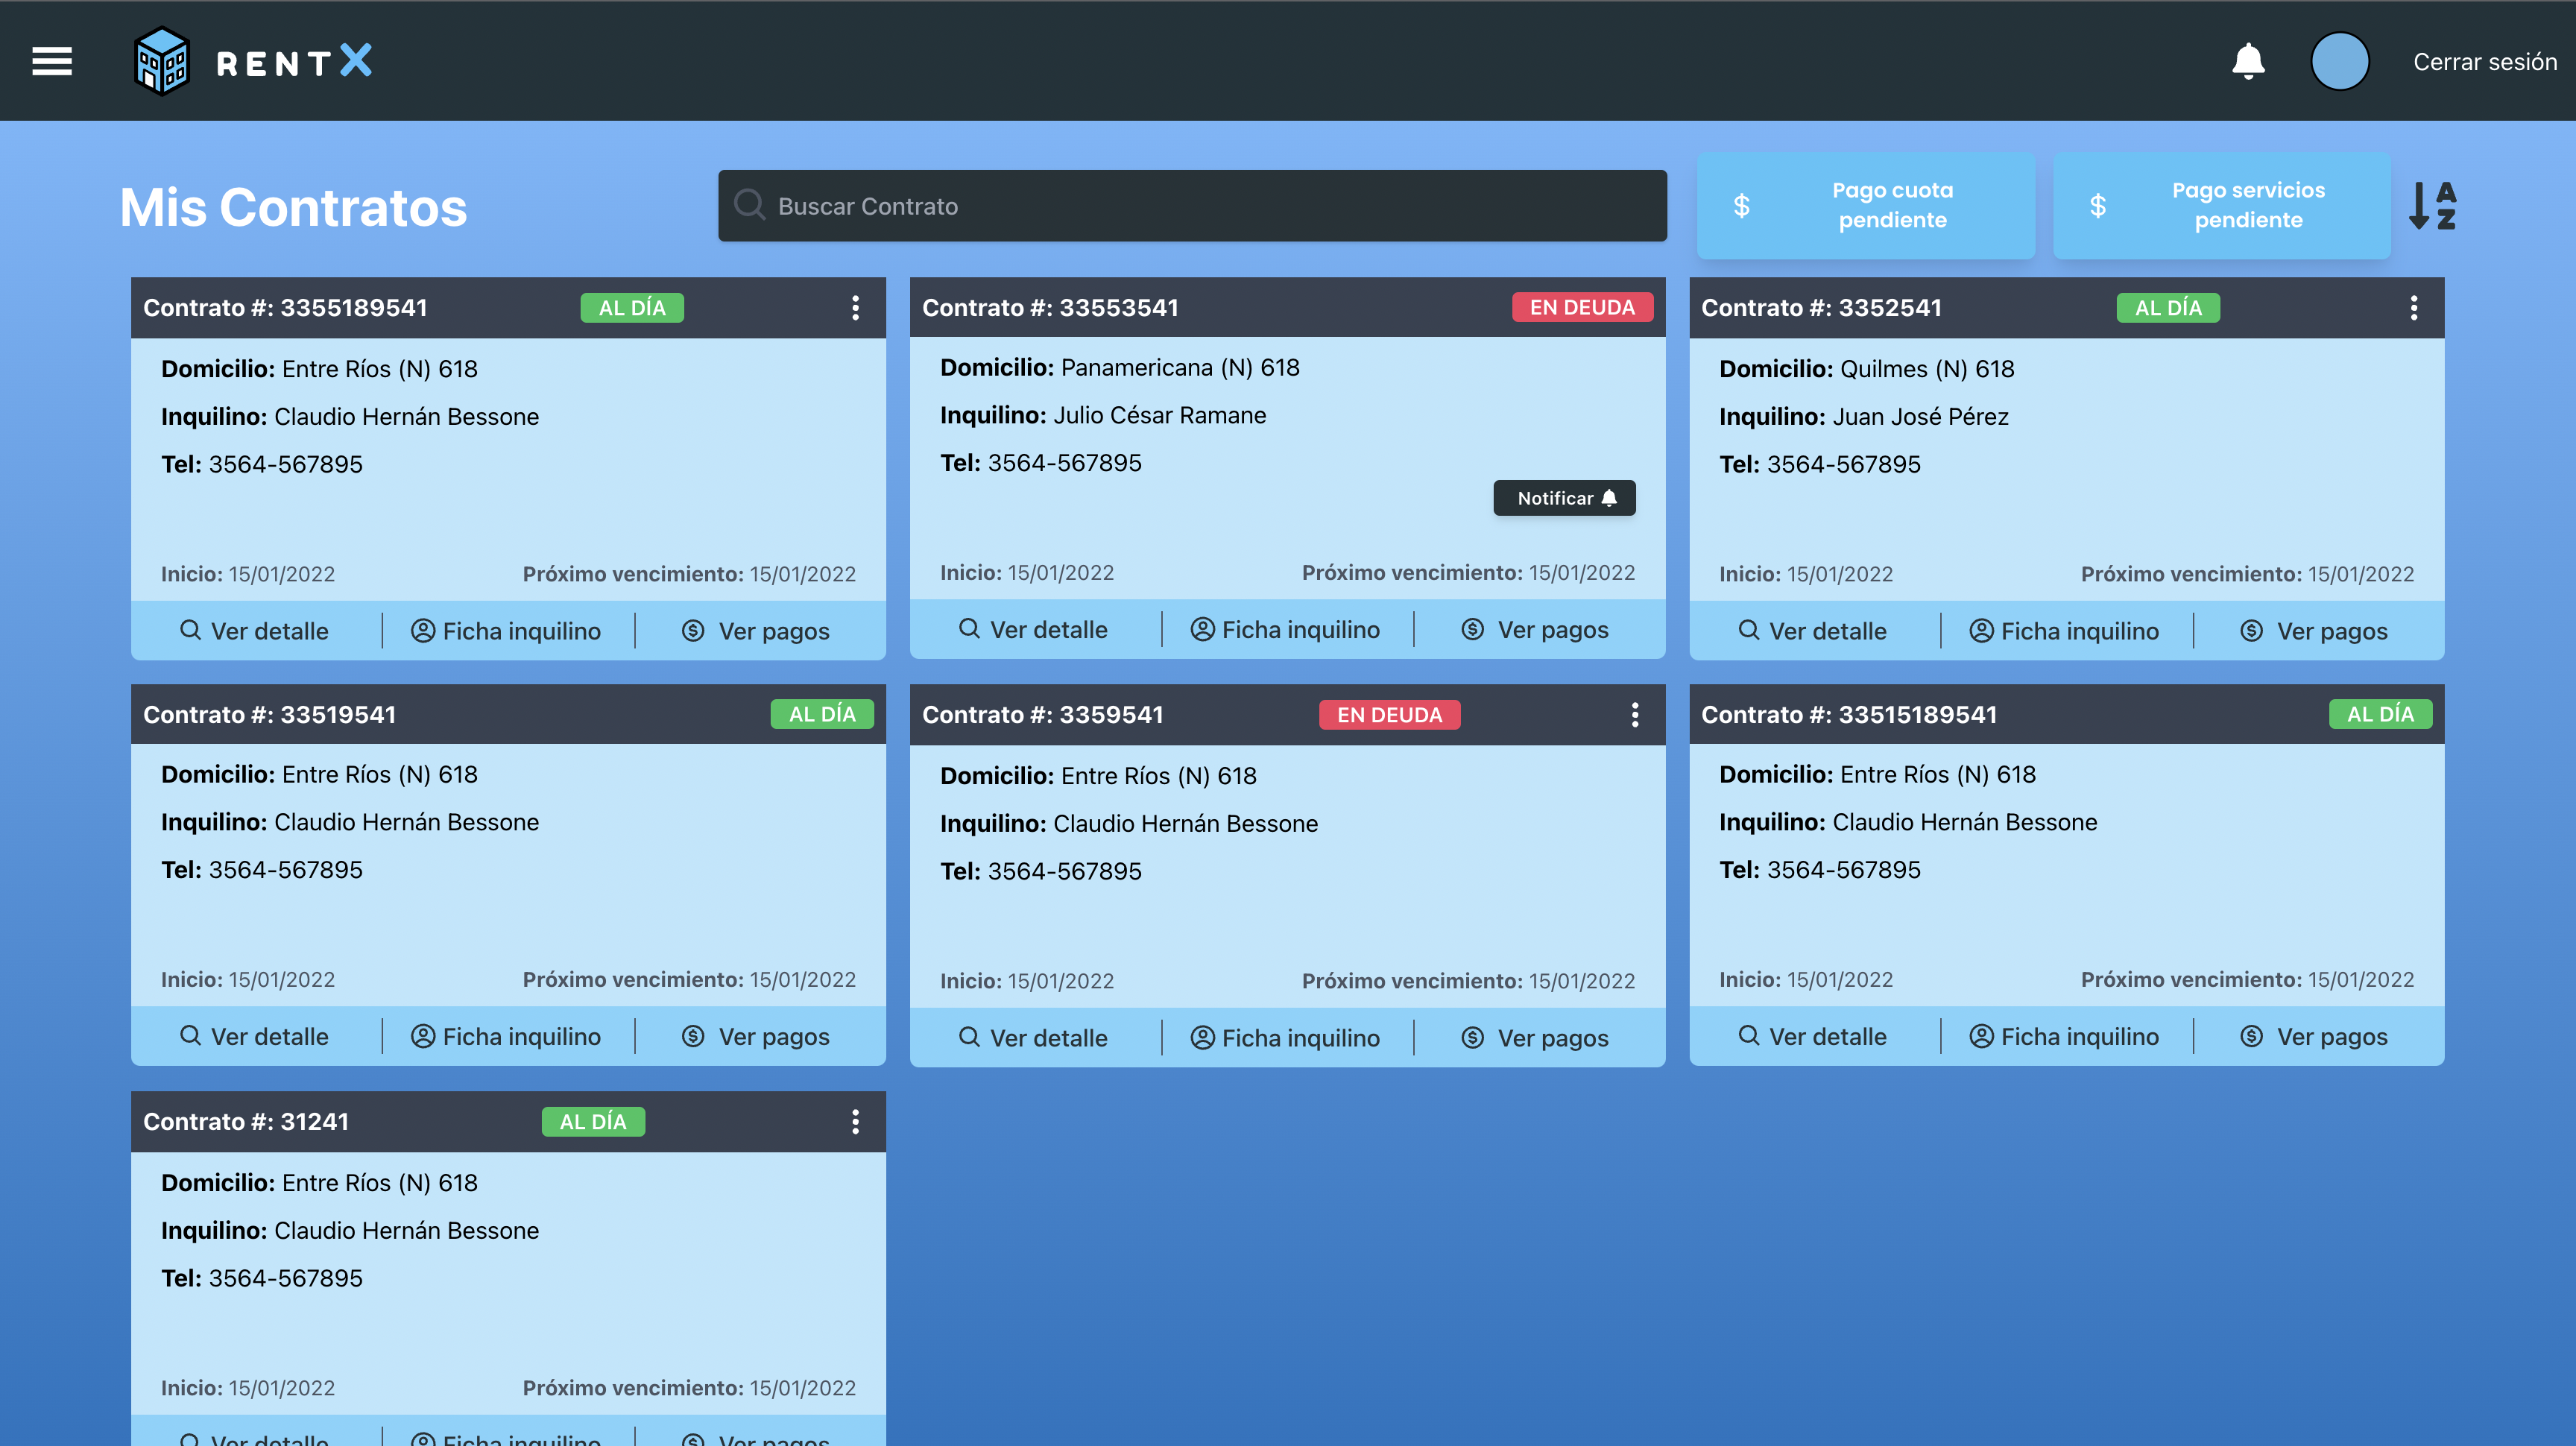 RENTX
Cerrar sesión
Mis Contratos
Buscar Contrato
$ Pago cuota
pendiente
$ Pago servicios
pendiente
A
Z
Contrato #: 3355189541 AL DÍA
Domicilio: Entre Ríos (N) 618
Inquilino: Claudio Hernán Bessone
Tel: 3564-567895
Inicio: 15/01/2022 Próximo vencimiento: 15/01/2022
Ver detalle Ficha inquilino Ver pagos
Contrato #: 33553541 EN DEUDA
Domicilio: Panamericana (N) 618
Inquilino: Julio César Ramane
Tel: 3564-567895
Notificar
Inicio: 15/01/2022 Próximo vencimiento: 15/01/2022
Ver detalle Ficha inquilino Ver pagos
Contrato #: 3352541 AL DÍA
Domicilio: Quilmes (N) 618
Inquilino: Juan José Pérez
Tel: 3564-567895
Inicio: 15/01/2022 Próximo vencimiento: 15/01/2022
Ver detalle Ficha inquilino Ver pagos
Contrato #: 33519541 AL DÍA
Domicilio: Entre Ríos (N) 618
Inquilino: Claudio Hernán Bessone
Tel: 3564-567895
Inicio: 15/01/2022 Próximo vencimiento: 15/01/2022
Ver detalle Ficha inquilino Ver pagos
Contrato #: 3359541 EN DEUDA
Domicilio: Entre Ríos (N) 618
Inquilino: Claudio Hernán Bessone
Tel: 3564-567895
Inicio: 15/01/2022 Próximo vencimiento: 15/01/2022
Ver detalle Ficha inquilino Ver pagos
Contrato #: 33515189541 AL DÍA
Domicilio: Entre Ríos (N) 618
Inquilino: Claudio Hernán Bessone
Tel: 3564-567895
Inicio: 15/01/2022 Próximo vencimiento: 15/01/2022
Ver detalle Ficha inquilino Ver pagos
Contrato #: 31241 AL DÍA
Domicilio: Entre Ríos (N) 618
Inquilino: Claudio Hernán Bessone
Tel: 3564-567895
Inicio: 15/01/2022 Próximo vencimiento: 15/01/2022
Ver detalle Ficha inquilino Ver pagos